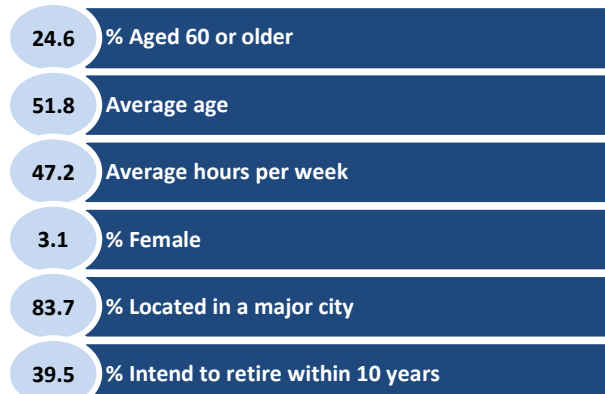 24.6 % Aged 60 or older
51.8 Average age
47.2 Average hours per week
3.1 % Female
83.7 % Located in a major city
39.5 % Intend to retire within 10 years